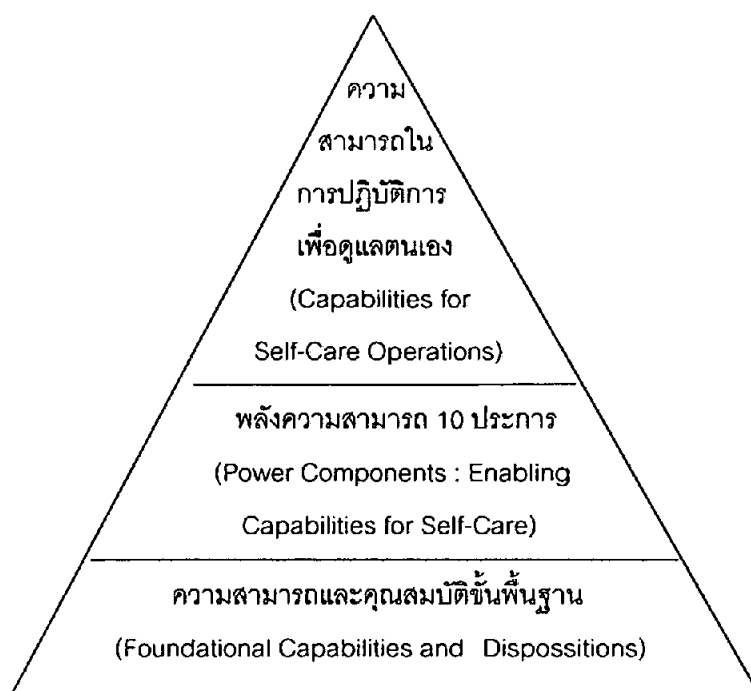 ความ
สามารถใน
การปฏิบัติการ
เพื่อดูแลตนเอง
(Capabilities for
Self-Care Operations)
พลังความสามารถ 10 ประการ
(Power Components : Enabling
Capabilities for Self-Care)
ความสามารถและคุณสมบัติขั้นพื้นฐาน
(Foundational Capabilities and Dispossitions)